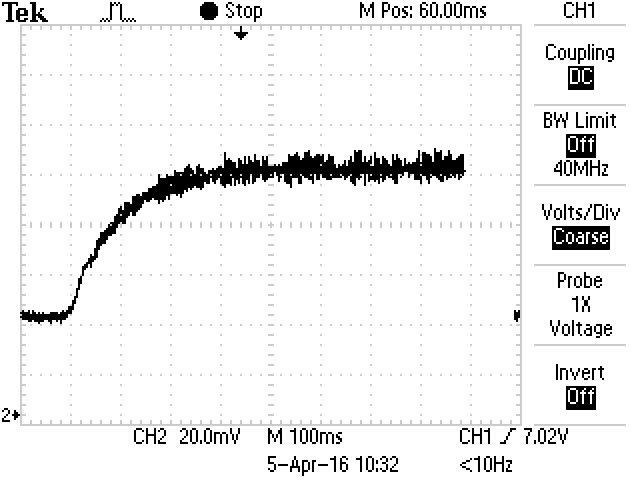 Tek Stop M Pos: 60.00ms CH1
Coupling
DC
BW Limit
Off
40MHz
Volts/Div
Coarse
Probe
1X
Voltage
Invert
Off
2
CH2 20.0mV M 100ms CH1 7.02V
5-Apr-16 10:32 <10Hz